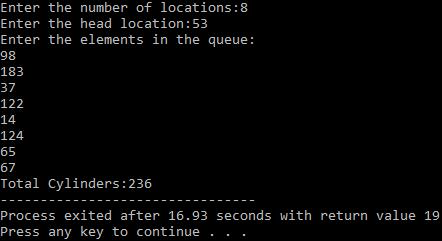 Enter the number of locations:8
Enter the head location:53
Enter the elements in the queue:
98
183
37
122
14
124
65
67
Total Cylinders:236
--------------------------------
Process exited after 16.93 seconds with return value 19
Press any key to continue . . .